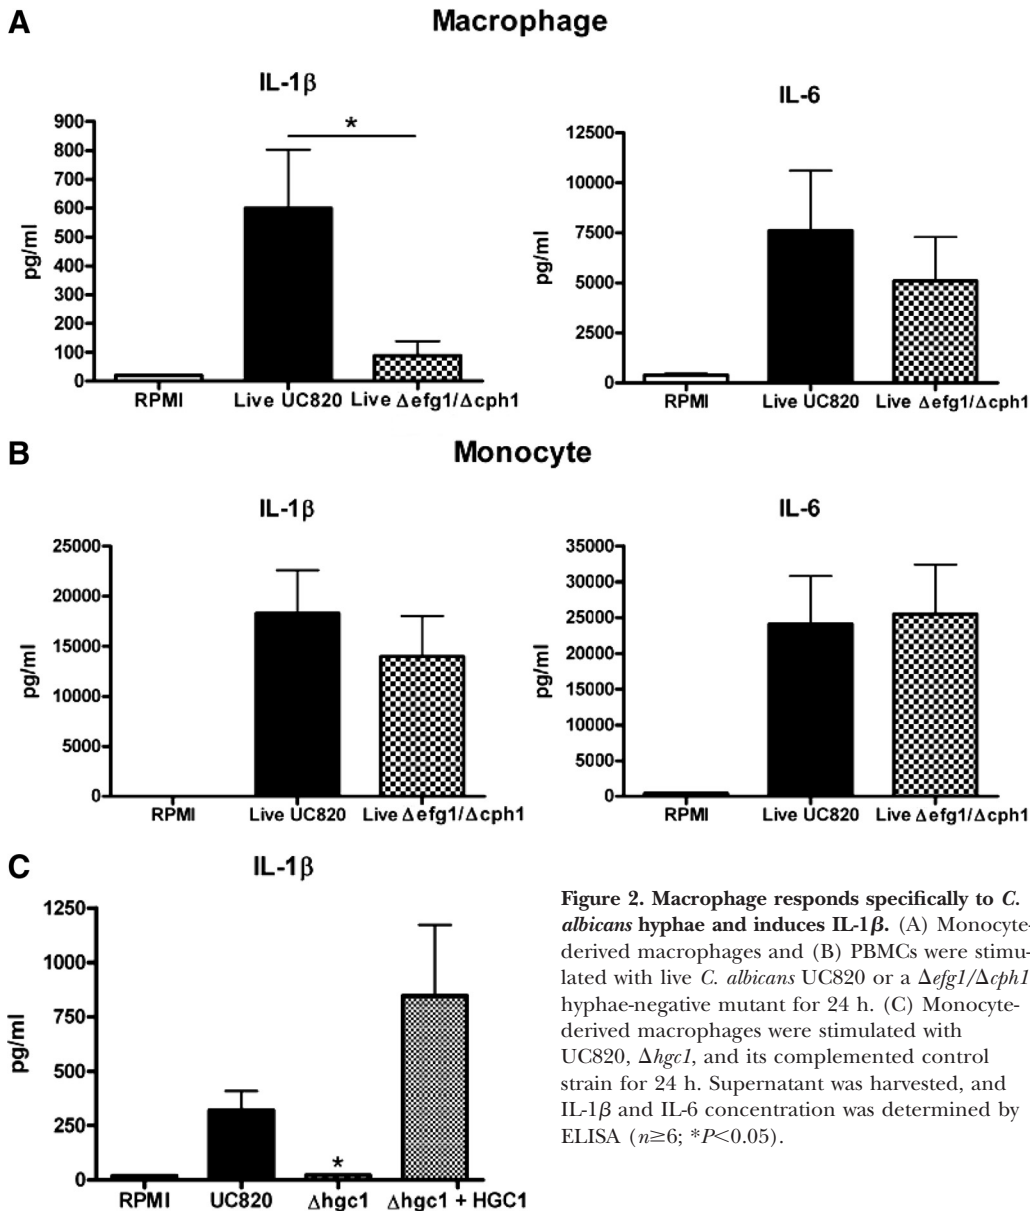 A
Macrophage
IL-1β
900
800
700
600
500
400
300
200
100
0
pg/ml
*
RPMI Live UC820 Live Δefg1/Δcph1
IL-6
12500
10000
7500
5000
2500
0
pg/ml
RPMI Live UC820 Live Δefg1/Δcph1
B
Monocyte
IL-1β
25000
20000
15000
10000
5000
0
pg/ml
RPMI Live UC820 Live Δefg1/Δcph1
IL-6
35000
30000
25000
20000
15000
10000
5000
0
pg/ml
RPMI Live UC820 Live Δefg1/Δcph1
C
IL-1β
1250
1000
750
500
250
0
pg/ml
*
RPMI UC820 Δhgc1 Δhgc1 + HGC1
Figure 2. Macrophage responds specifically to C.
albicans hyphae and induces IL-1β. (A) Monocyte-
derived macrophages and (B) PBMCs were stimu-
lated with live C. albicans UC820 or a Δefg1/Δcph1
hyphae-negative mutant for 24 h. (C) Monocyte-
derived macrophages were stimulated with
UC820, Δhgc1, and its complemented control
strain for 24 h. Supernatant was harvested, and
IL-1β and IL-6 concentration was determined by
ELISA (n≥6; *P<0.05).